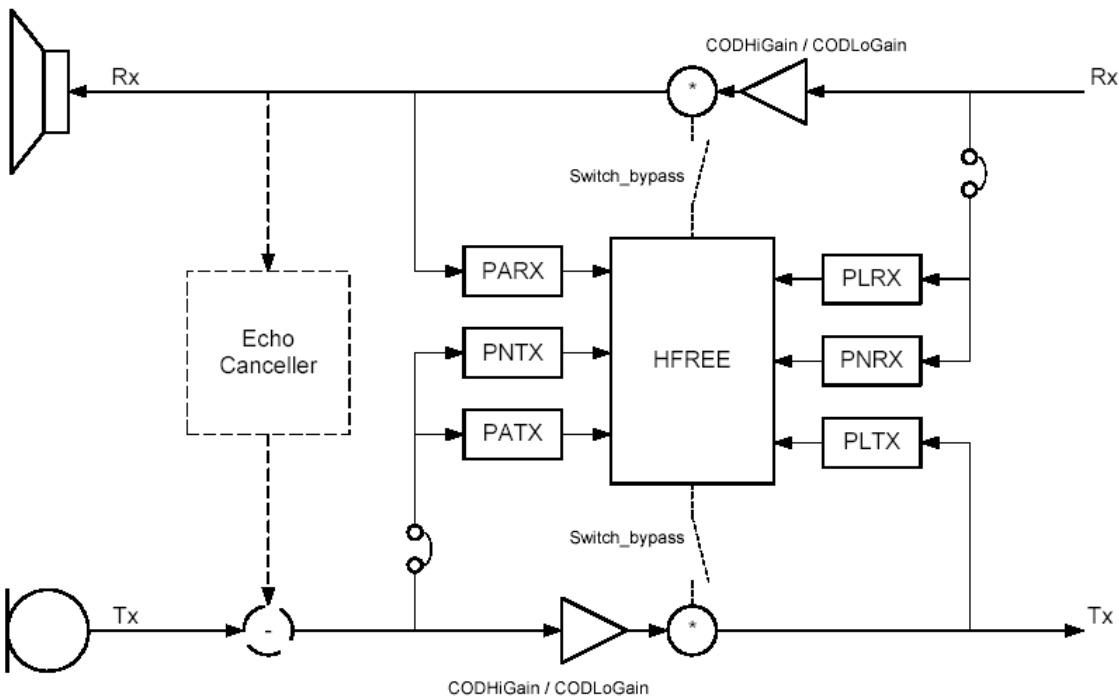 CODHiGain / CODLoGain
Rx
Rx
*
Switch_bypass
PARX
PLRX
Echo
Canceller
PNTX
HFREE
PNRX
PATX
PLTX
Switch_bypass
Tx
-
*
Tx
CODHiGain / CODLoGain